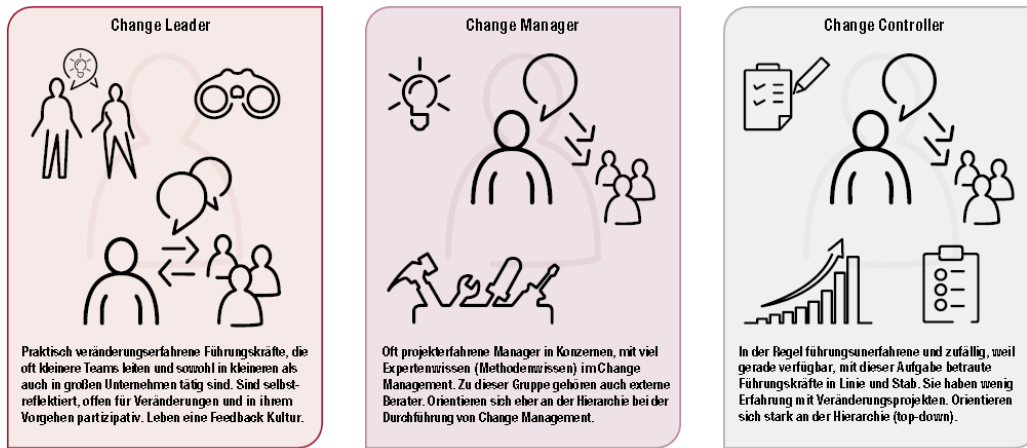 Change Leader
Praktisch veränderungserfahrene Führungskräfte, die
oft kleinere Teams leiten und sowohl in kleineren als
auch in großen Unternehmen tätig sind. Sind selbst-
reflektiert, offen für Veränderungen und in ihrem
Vorgehen partizipativ. Leben eine Feedback Kultur.
Change Manager
Oft projekterfahrene Manager in Konzernen, mit viel
Expertenwissen (Methodenwissen) im Change
Management. Zu dieser Gruppe gehören auch externe
Berater. Orientieren sich eher an der Hierarchie bei der
Durchführung von Change Management.
Change Controller
In der Regel führungsunerfahrene und zufällig, weil
gerade verfügbar, mit dieser Aufgabe betraute
Führungskräfte in Linie und Stab. Sie haben wenig
Erfahrung mit Veränderungsprojekten. Orientieren
sich stark an der Hierarchie (top-down).